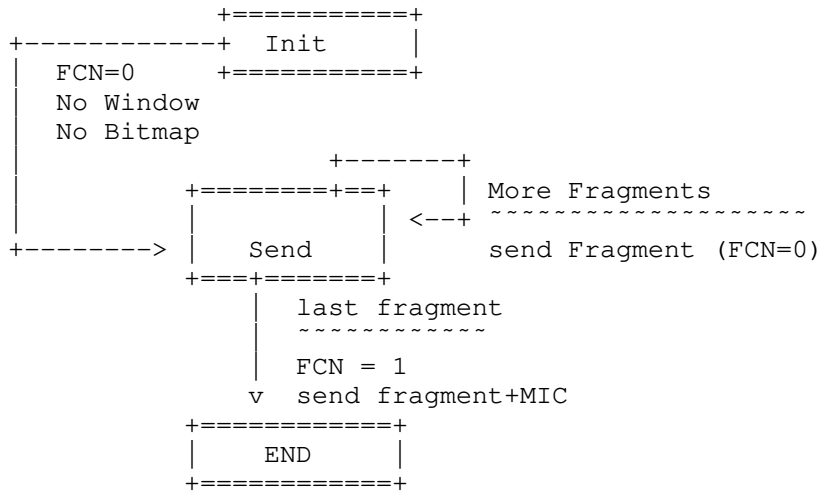 Init
FCN=0
No Window
No Bitmap
More Fragments
~~~~~~~~~~~~~~~~~~~~
send Fragment (FCN=0)
Send
last fragment
~~~~~~~~~~~~
FCN = 1
send fragment+MIC
END